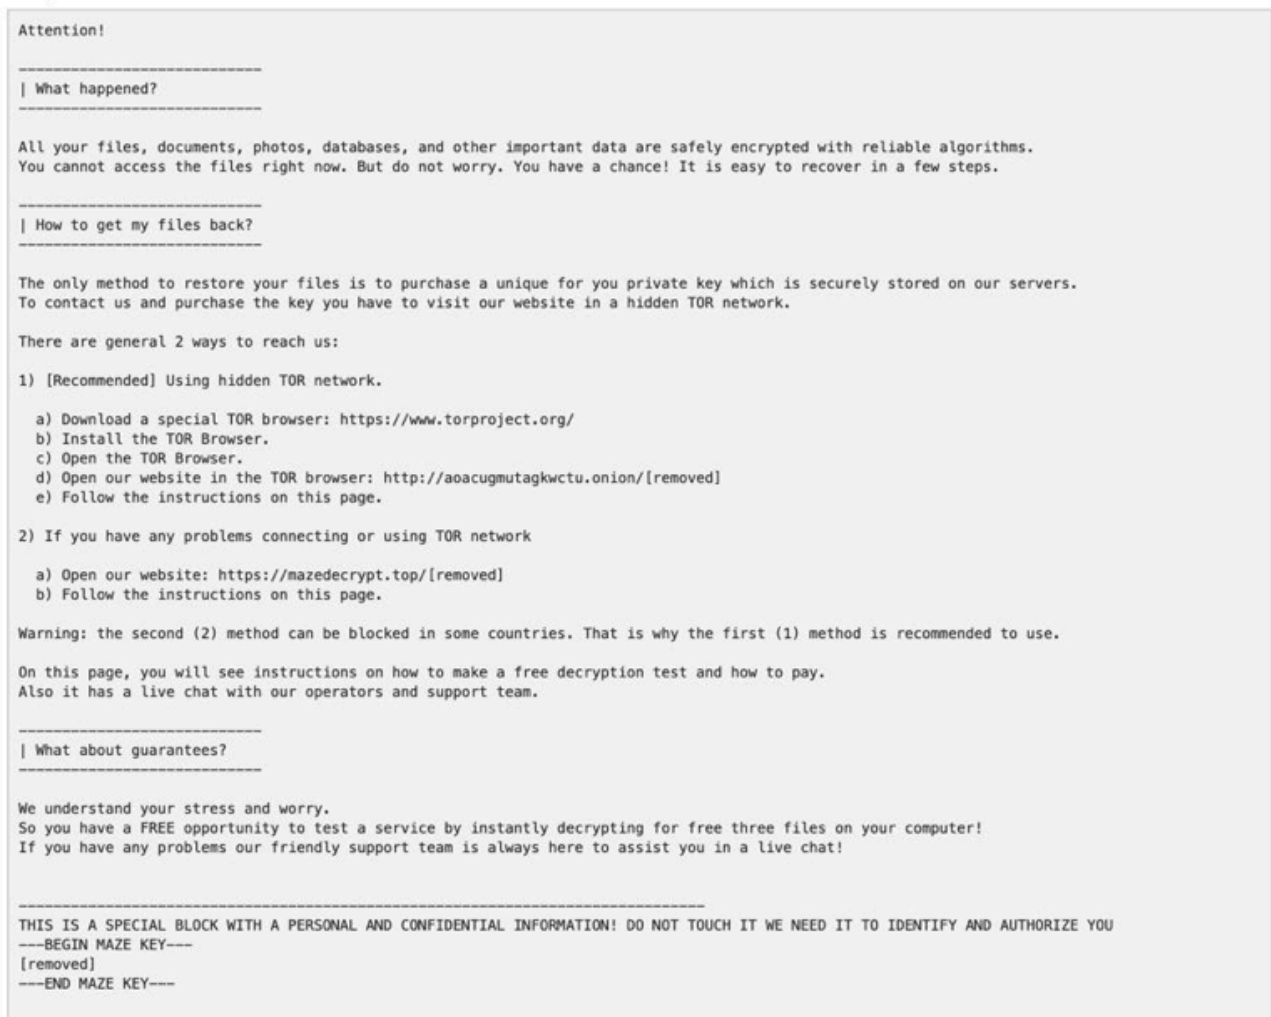 Attention!
----------------------------
| What happened?
----------------------------
All your files, documents, photos, databases, and other important data are safely encrypted with reliable algorithms.
You cannot access the files right now. But do not worry. You have a chance! It is easy to recover in a few steps.
----------------------------
| How to get my files back?
----------------------------
The only method to restore your files is to purchase a unique for you private key which is securely stored on our servers.
To contact us and purchase the key you have to visit our website in a hidden TOR network.
There are general 2 ways to reach us:
1) [Recommended] Using hidden TOR network.
a) Download a special TOR browser: https://www.torproject.org/
b) Install the TOR Browser.
c) Open the TOR Browser.
d) Open our website in the TOR browser: http://aoacugmutagkwctu.onion/[removed]
e) Follow the instructions on this page.
2) If you have any problems connecting or using TOR network
a) Open our website: https://mazedecrypt.top/[removed]
b) Follow the instructions on this page.
Warning: the second (2) method can be blocked in some countries. That is why the first (1) method is recommended to use.
On this page, you will see instructions on how to make a free decryption test and how to pay.
Also it has a live chat with our operators and support team.
----------------------------
| What about guarantees?
----------------------------
We understand your stress and worry.
So you have a FREE opportunity to test a service by instantly decrypting for free three files on your computer!
If you have any problems our friendly support team is always here to assist you in a live chat!
-------------------------------------------------------------------------------
THIS IS A SPECIAL BLOCK WITH A PERSONAL AND CONFIDENTIAL INFORMATION! DO NOT TOUCH IT WE NEED IT TO IDENTIFY AND AUTHORIZE YOU
---BEGIN MAZE KEY---
[removed]
---END MAZE KEY---